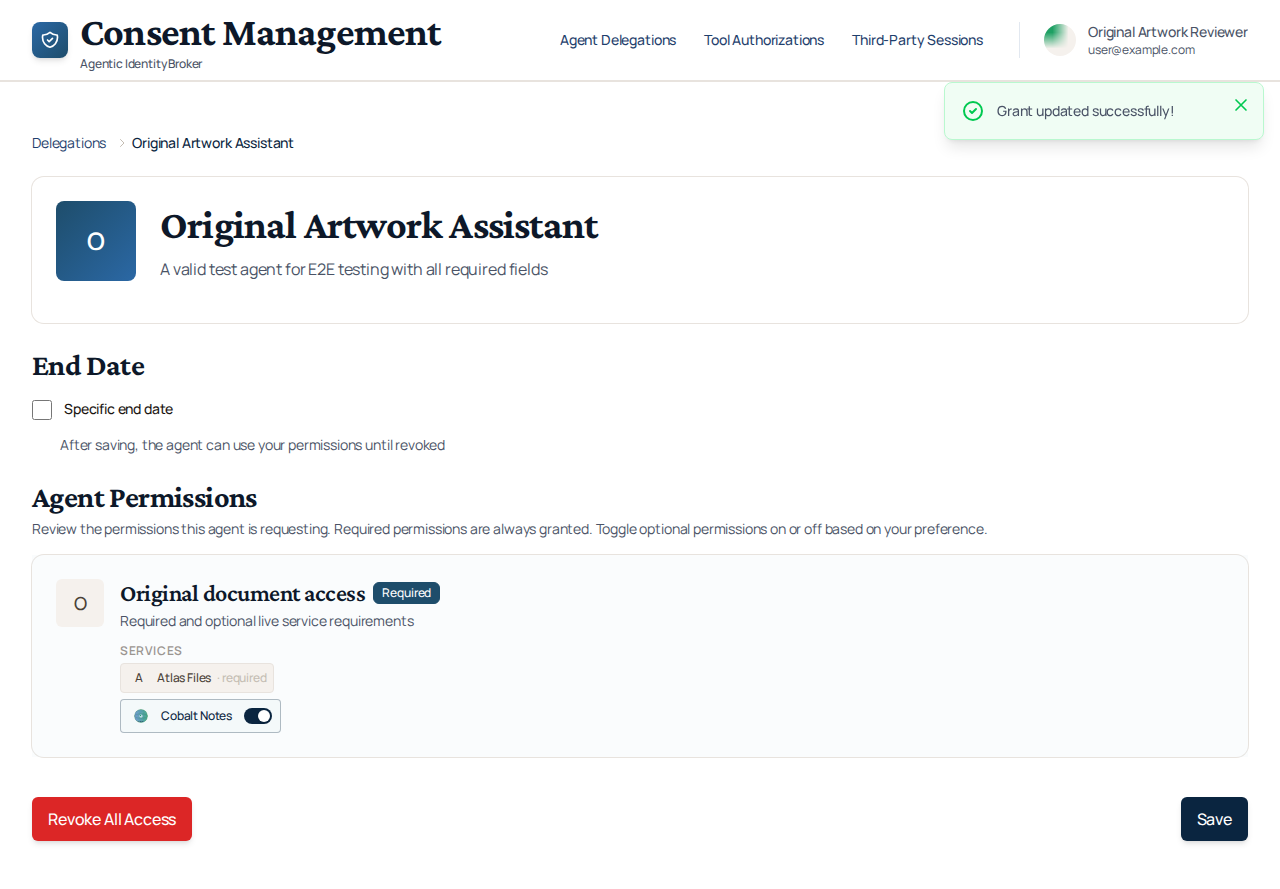 Consent Management
Agentic IdentityBroker
Agent Delegations
Tool Authorizations
Third-Party Sessions
Original Artwork Reviewer
user@example.com
Grant updated successfully!
Delegations
Original Artwork Assistant
O
Original Artwork Assistant
A valid test agent for E2E testing with all required fields
End Date
Specific end date
After saving, the agent can use your permissions until revoked
Agent Permissions
Review the permissions this agent is requesting. Required permissions are always granted. Toggle optional permissions on or off based on your preference.
O
Original document access
Required
Required and optional live service requirements
SERVICES
A Atlas Files · required
Cobalt Notes
Revoke All Access
Save